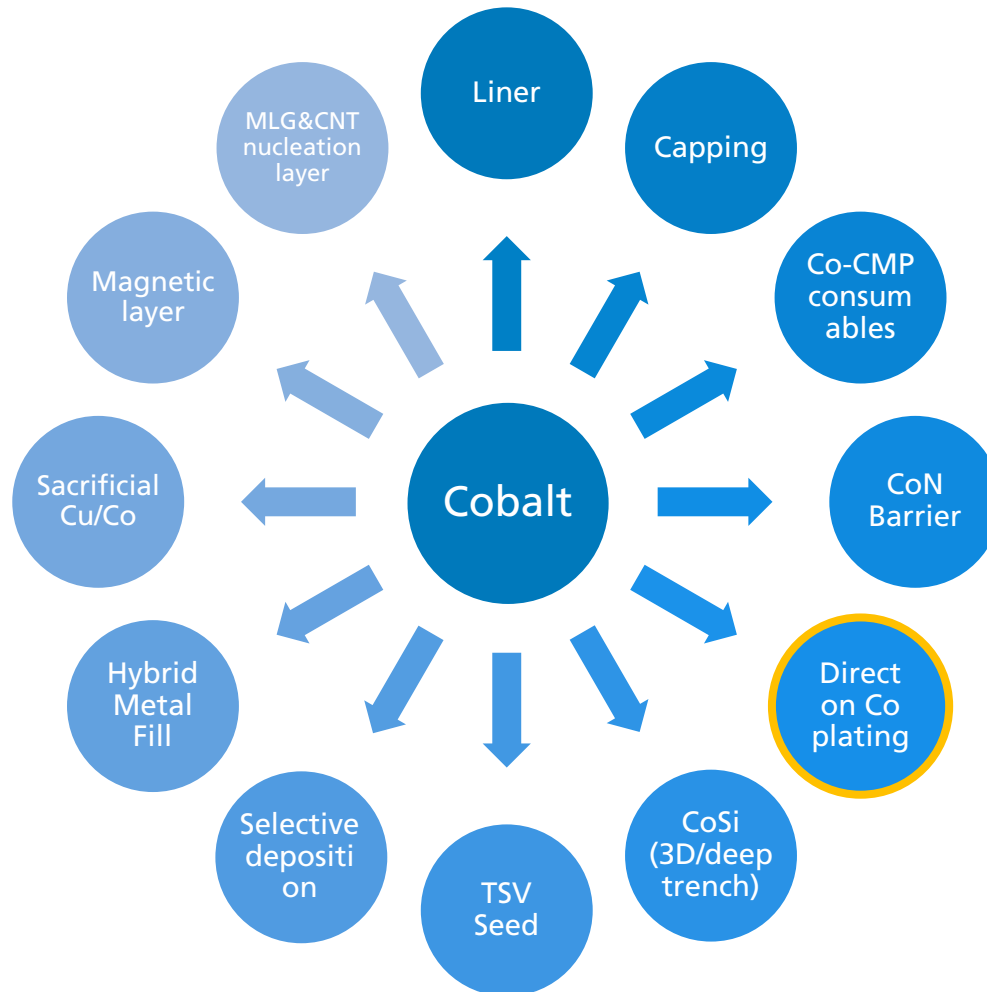 Liner
Capping
Co-CMP
consum
ables
CoN
Barrier
Direct
on Co
plating
CoSi
(3D/deep
trench)
TSV
Seed
Selective
depositi
on
Hybrid
Metal
Fill
Sacrificial
Cu/Co
Magnetic
layer
MLG&CNT
nucleation
layer
Cobalt